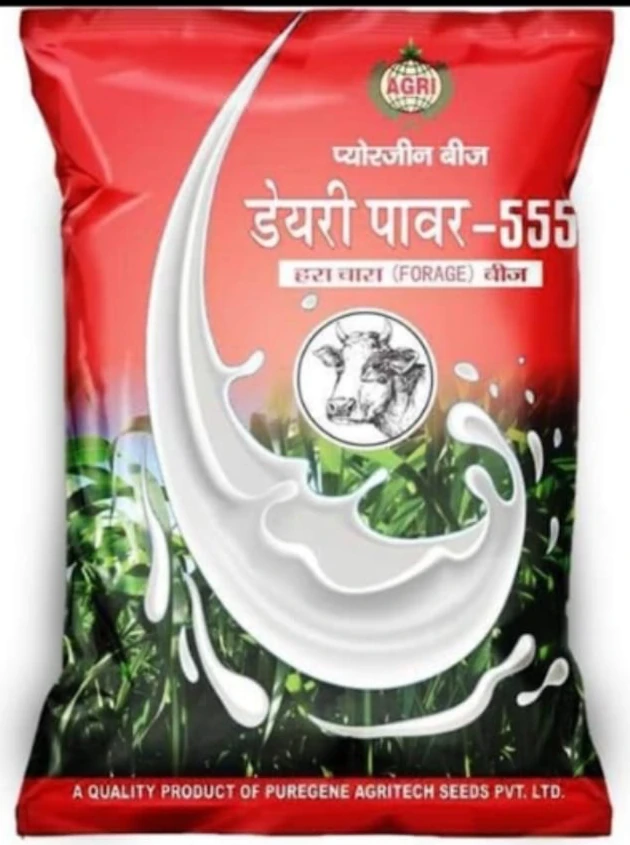 AGRI
प्योरजीन बीज
डेयरी पावर-555
हरा चारा (FORAGE) बीज
A QUALITY PRODUCT OF PUREGENE AGRITECH SEEDS PVT. LTD.